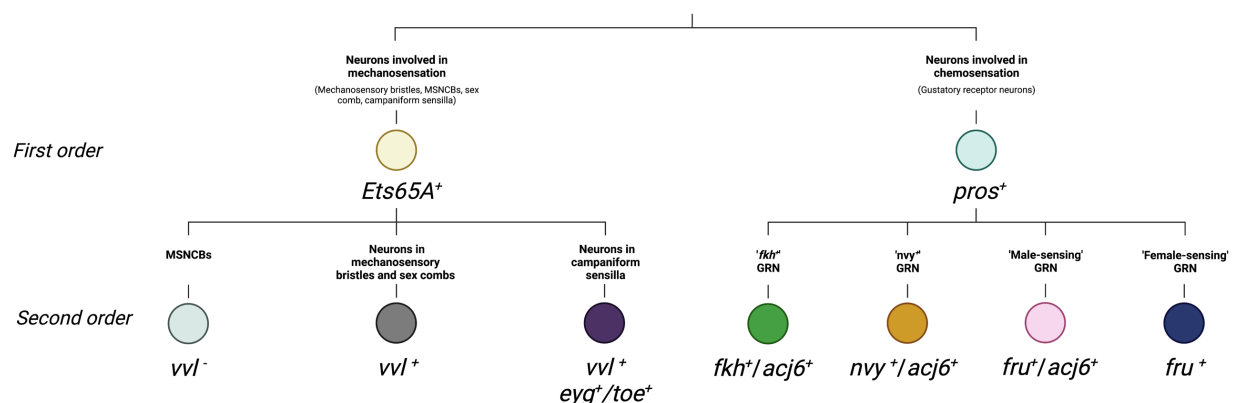 Neurons involved in
mechanosensation
(Mechanosensory bristles, MSNCBs, sex
comb, campaniform sensilla)
Neurons involved in
chemosensation
(Gustatory receptor neurons)
First order
Ets65A⁺
pros⁺
MSNCBs
Neurons in
mechanosensory
bristles and sex combs
Neurons in
campaniform
sensilla
'fkh⁺'
GRN
'nvy⁺'
GRN
'Male-sensing'
GRN
'Female-sensing'
GRN
Second order
vvl ⁻
vvl ⁺
vvl ⁺
eyg⁺/toe⁺
fkh⁺/acj6⁺
nvy ⁺/acj6⁺
fru⁺/acj6⁺
fru ⁺